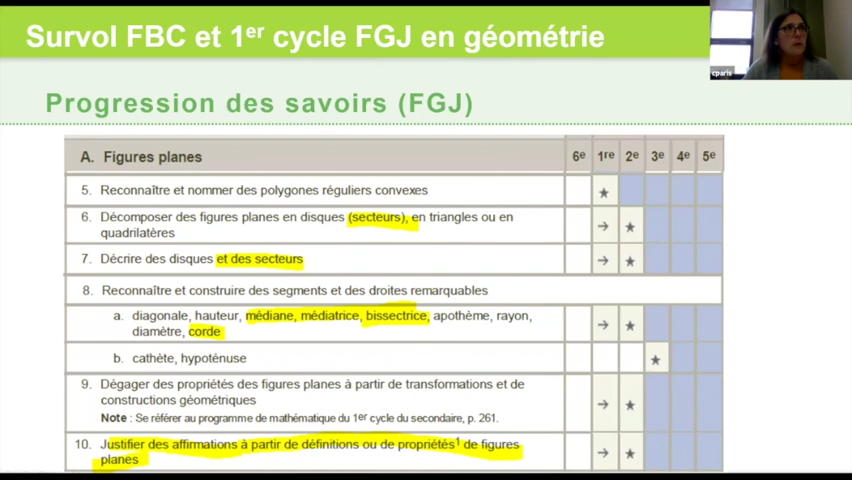 Survol FBC et 1er cycle FGJ en géométrie
cparis
Progression des savoirs (FGJ)
A. Figures planes 6e 1re 2e 3e 4e 5e
5. Reconnaître et nommer des polygones réguliers convexes ★
6. Décomposer des figures planes en disques (secteurs), en triangles ou en
quadrilatères → ★
7. Décrire des disques et des secteurs → ★
8. Reconnaître et construire des segments et des droites remarquables
a. diagonale, hauteur, médiane, médiatrice, bissectrice, apothème, rayon,
diamètre, corde → ★
b. cathète, hypoténuse ★
9. Dégager des propriétés des figures planes à partir de transformations et de
constructions géométriques → ★
Note : Se référer au programme de mathématique du 1er cycle du secondaire, p. 261.
10. Justifier des affirmations à partir de définitions ou de propriétés1 de figures
planes → ★